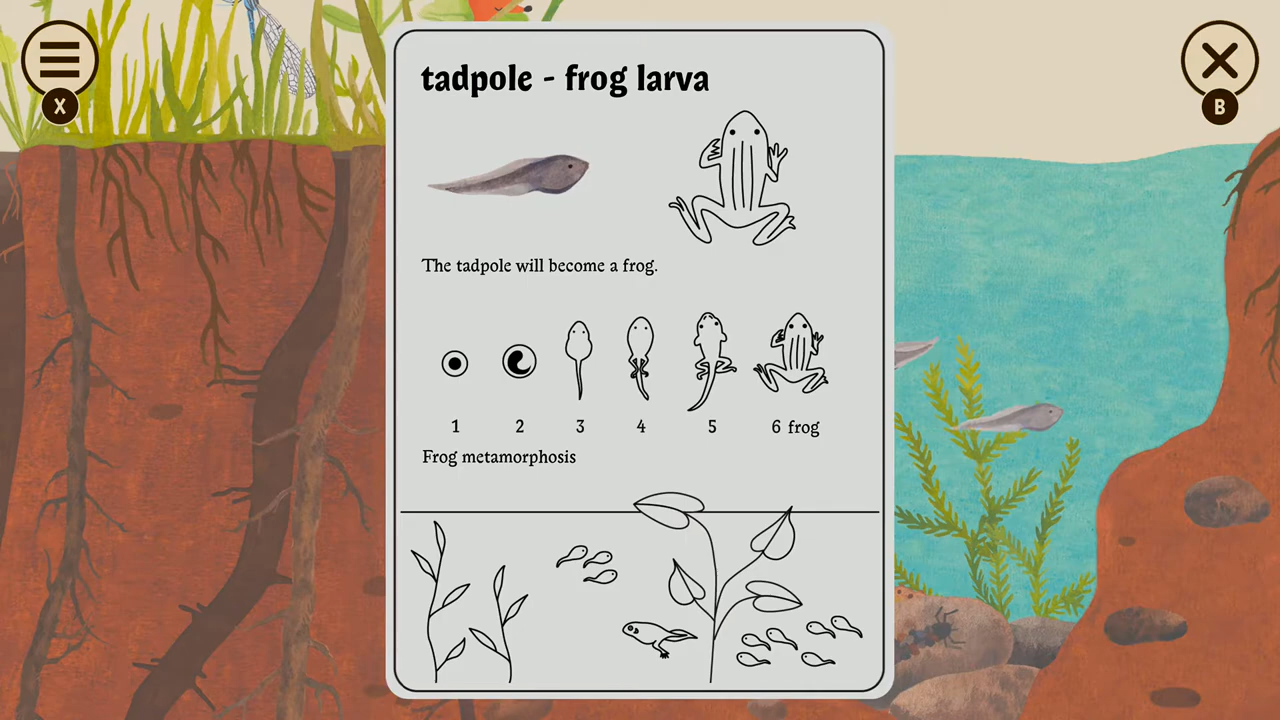 X
B
tadpole - frog larva
The tadpole will become a frog.
1 2 3 4 5 6 frog
Frog metamorphosis